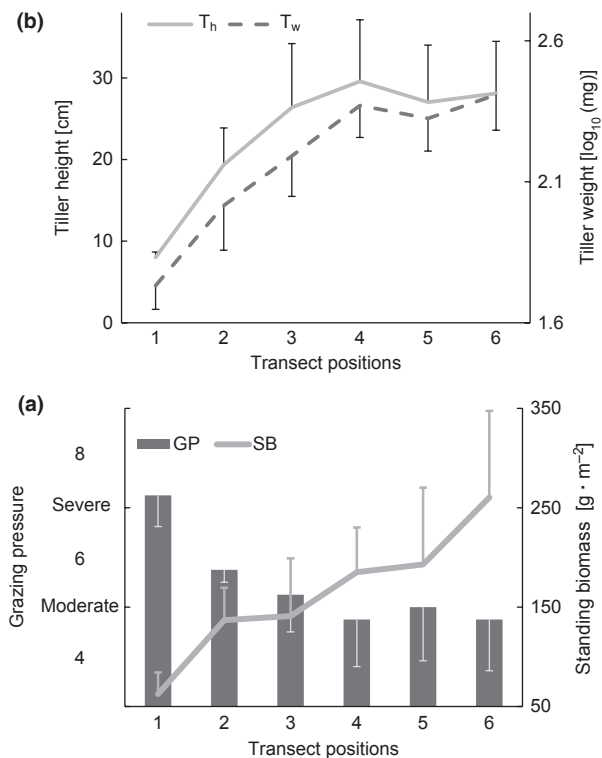 (b)
T_h T_w
Tiller height [cm]
30
20
10
0
2.6
2.1
1.6
Tiller weight [log₁₀ (mg)]
1 2 3 4 5 6
Transect positions
(a)
GP SB
Grazing pressure
8
Severe
6
Moderate
4
350
250
150
50
Standing biomass [g · m⁻²]
1 2 3 4 5 6
Transect positions